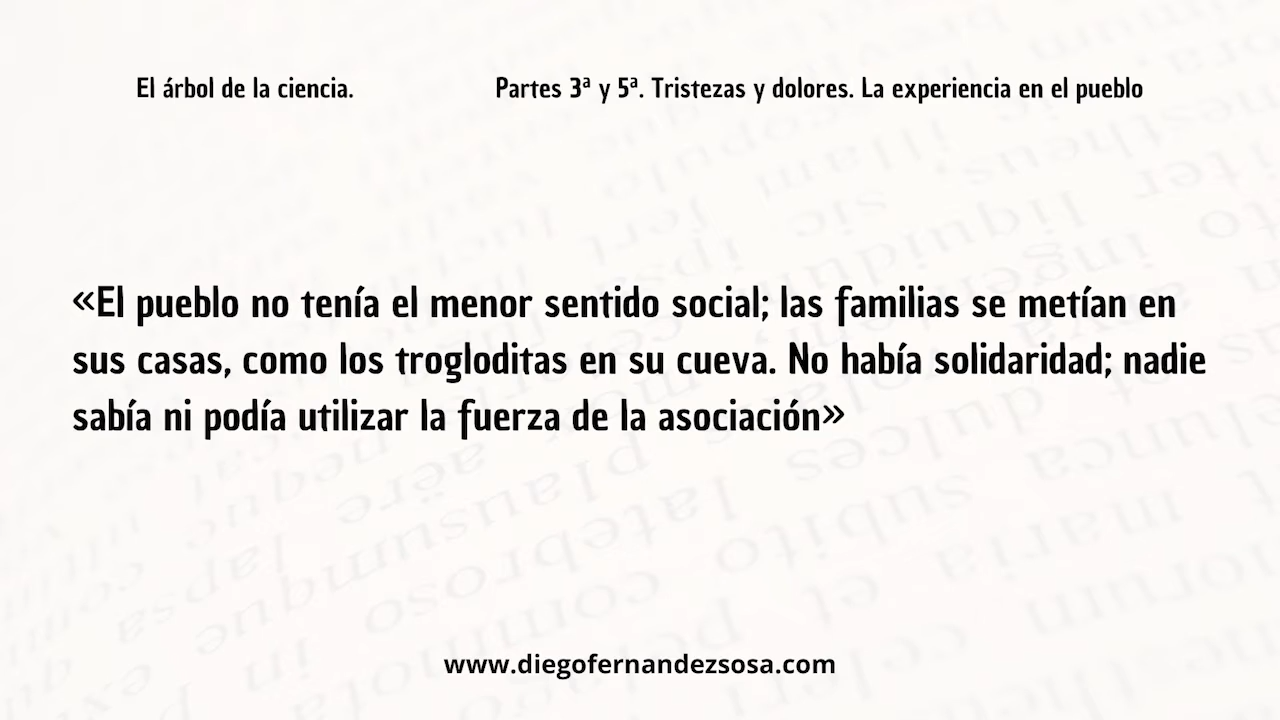 El árbol de la ciencia. Partes 3ª y 5ª. Tristezas y dolores. La experiencia en el pueblo
«El pueblo no tenía el menor sentido social; las familias se metían en
sus casas, como los trogloditas en su cueva. No había solidaridad; nadie
sabía ni podía utilizar la fuerza de la asociación»
www.diegofernandezsosa.com